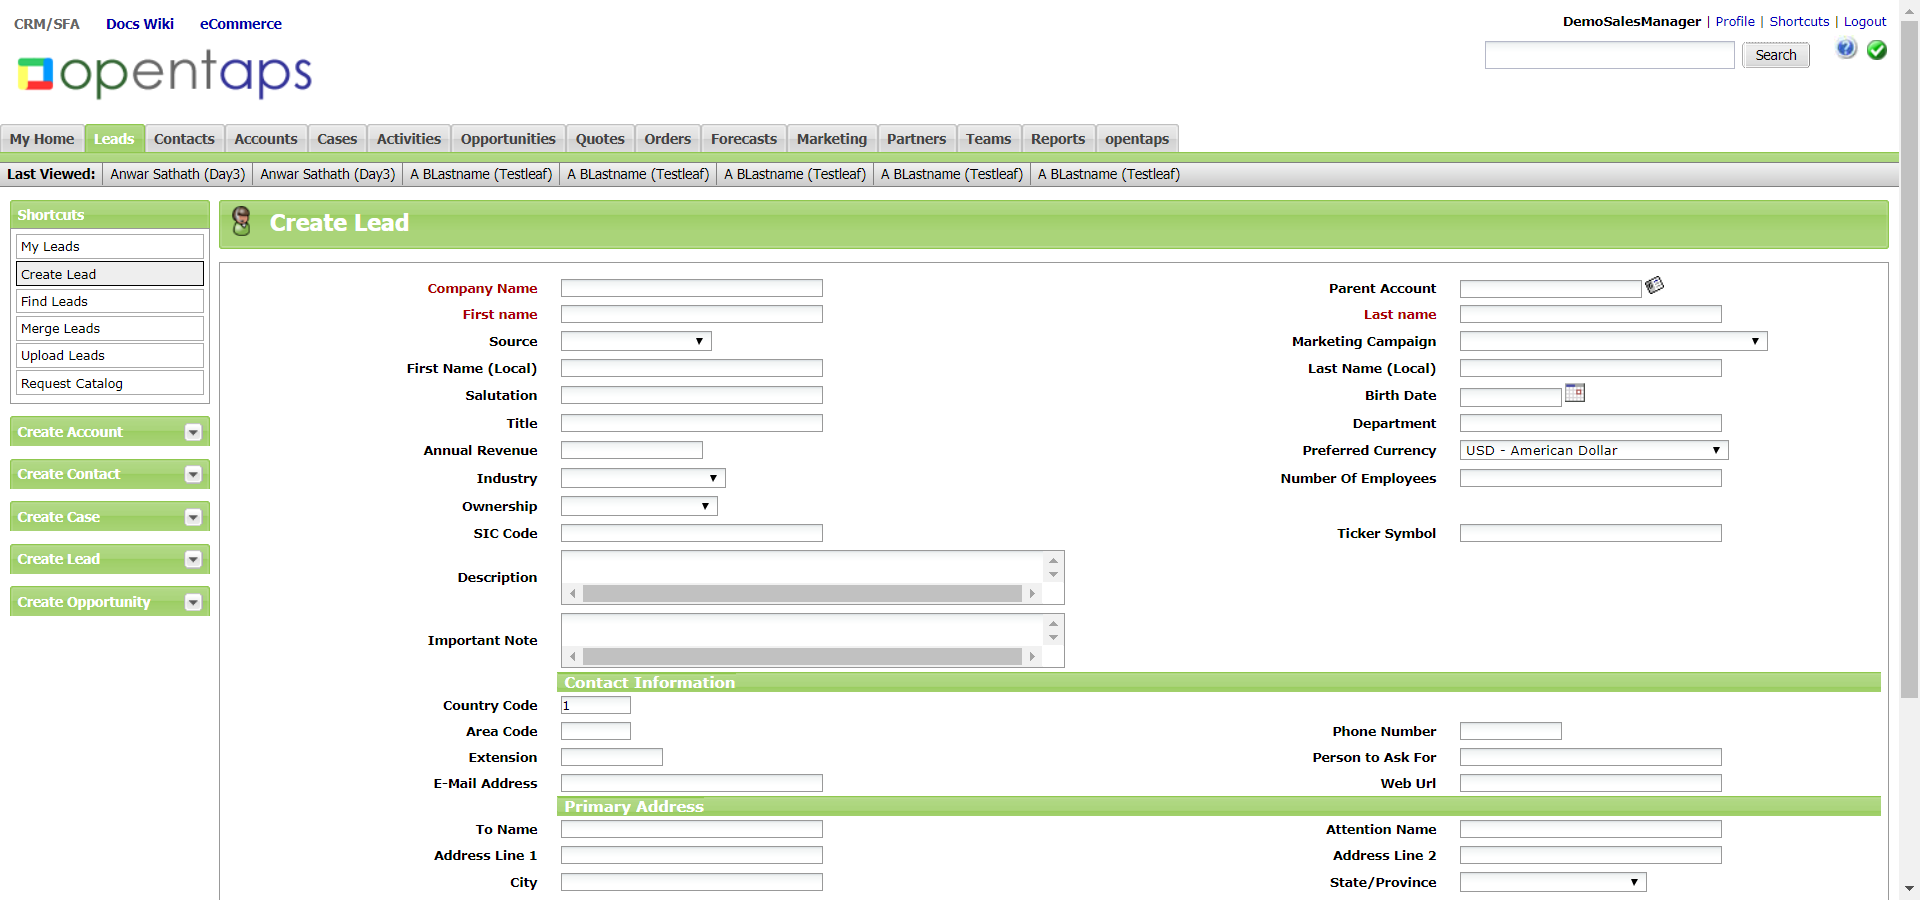 CRM/SFA Docs Wiki eCommerce
DemoSalesManager | Profile | Shortcuts | Logout
opentaps
Search
My Home Leads Contacts Accounts Cases Activities Opportunities Quotes Orders Forecasts Marketing Partners Teams Reports opentaps
Last Viewed: Anwar Sathath (Day3) Anwar Sathath (Day3) A BLastname (Testleaf) A BLastname (Testleaf) A BLastname (Testleaf) A BLastname (Testleaf) A BLastname (Testleaf)
Shortcuts
My Leads
Create Lead
Find Leads
Merge Leads
Upload Leads
Request Catalog
Create Account
Create Contact
Create Case
Create Lead
Create Opportunity
Create Lead
Company Name Parent Account
First name Last name
Source Marketing Campaign
First Name (Local) Last Name (Local)
Salutation Birth Date
Title Department
Annual Revenue Preferred Currency USD - American Dollar
Industry Number Of Employees
Ownership
SIC Code Ticker Symbol
Description
Important Note
Contact Information
Country Code 1
Area Code Phone Number
Extension Person to Ask For
E-Mail Address Web Url
Primary Address
To Name Attention Name
Address Line 1 Address Line 2
City State/Province